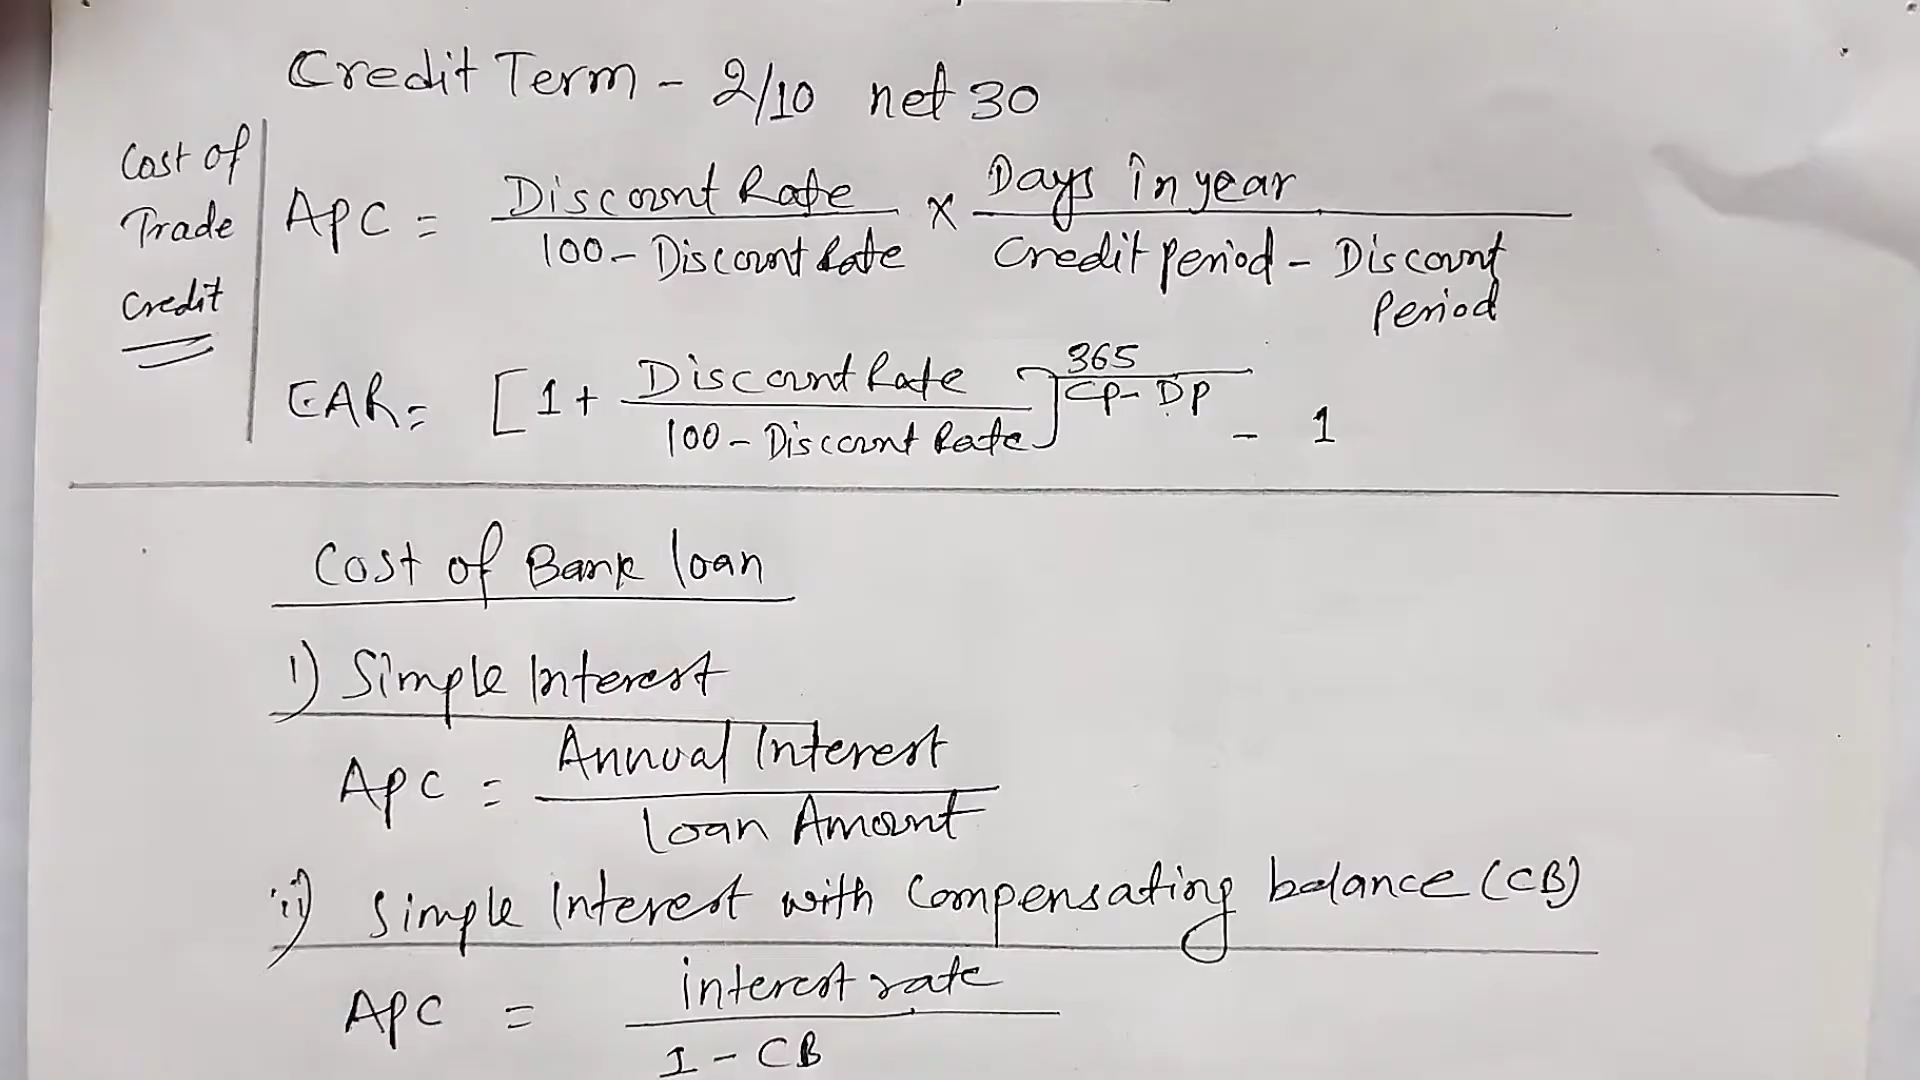 Credit Term - 2/10 net 30
Cost of
Trade
Credit
APC = Discount Rate / 100 - Discount Rate × Days in year / Credit period - Discount Period
EAR = [1 + Discount Rate / 100 - Discount Rate]^365 / CP - DP - 1
Cost of Bank loan
i) Simple Interest
APC = Annual Interest / Loan Amount
ii) Simple Interest with Compensating balance (CB)
APC = interest rate / 1 - CB